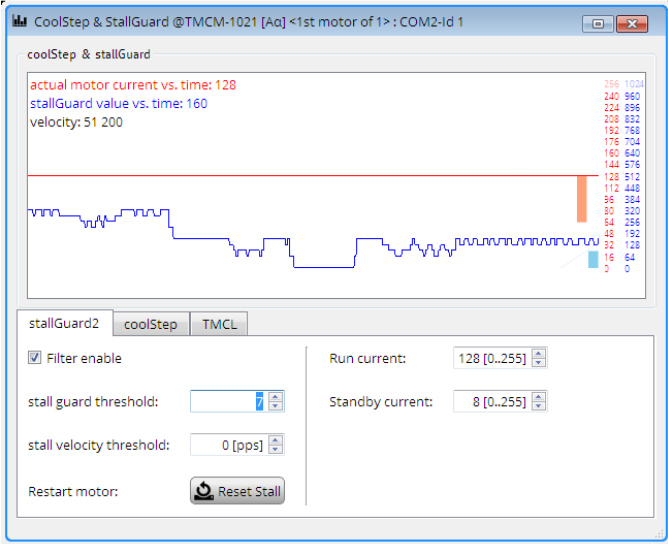 CoolStep & StallGuard @TMCM-1021 [Aα] <1st motor of 1> : COM2-Id 1
coolStep & stallGuard
actual motor current vs. time: 128
stallGuard value vs. time: 160
velocity: 51 200
256 1024
240 960
224 896
208 832
192 768
176 704
160 640
144 576
128 512
112 448
96 384
80 320
64 256
48 192
32 128
16 64
0 0
stallGuard2 coolStep TMCL
Filter enable
Run current: 128 [0..255]
stall guard threshold: 7
Standby current: 8 [0..255]
stall velocity threshold: 0 [pps]
Restart motor: Reset Stall